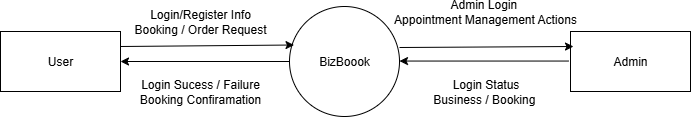 Login/Register Info
Booking / Order Request
User
Login Sucess / Failure
Booking Confiramation
BizBoook
Admin Login
Appointment Management Actions
Login Status
Business / Booking
Admin